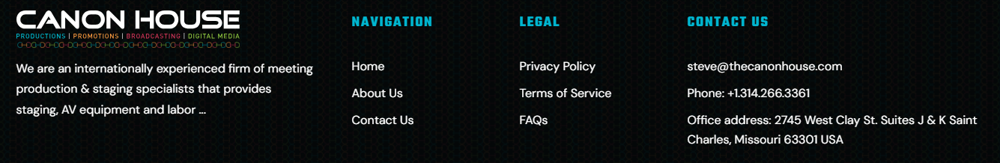 CANON HOUSE
PRODUCTIONS | PROMOTIONS | BROADCASTING | DIGITAL MEDIA
We are an internationally experienced firm of meeting
production & staging specialists that provides
staging, AV equipment and labor ...
NAVIGATION
Home
About Us
Contact Us
LEGAL
Privacy Policy
Terms of Service
FAQs
CONTACT US
steve@thecanonhouse.com
Phone: +1.314.266.3361
Office address: 2745 West Clay St. Suites J & K Saint
Charles, Missouri 63301 USA